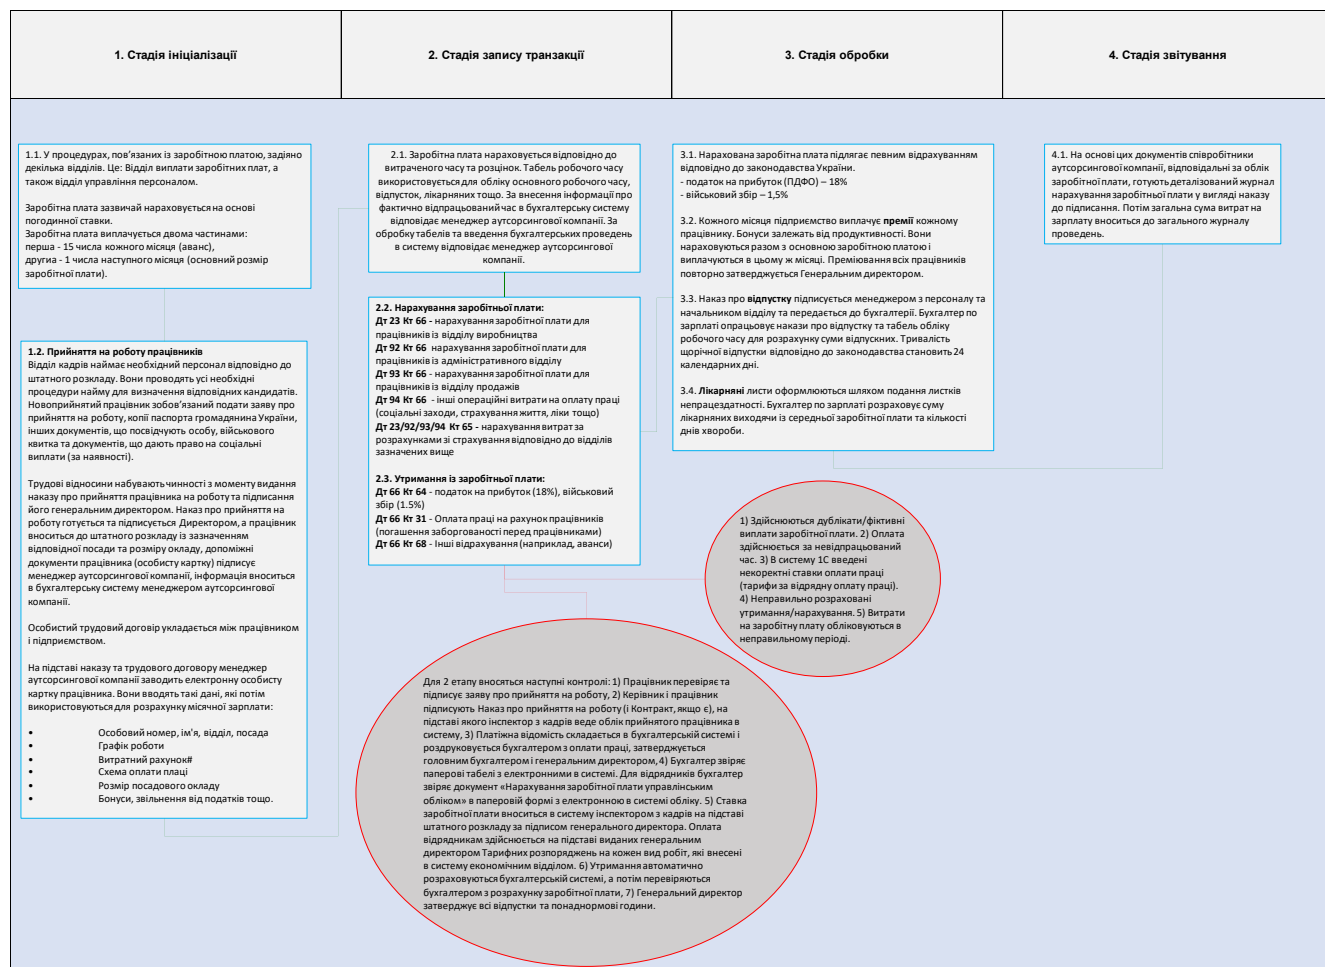 1. Стадія ініціалізації
2. Стадія запису транзакції
3. Стадія обробки
4. Стадія звітування
1.1. У процедурах, пов'язаних із заробітною платою, задіяно
декілька відділів. Це: Відділ виплати заробітних плат, а
також відділ управління персоналом.
Заробітна плата зазвичай нараховується на основі
погодинної ставки.
Заробітна плата виплачується двома частинами:
перша - 15 числа кожного місяця (аванс),
другиа - 1 числа наступного місяця (основний розмір
заробітної плати).
1.2. Прийняття на роботу працівників
Відділ кадрів наймає необхідний персонал відповідно до
штатного розкладу. Вони проводять усі необхідні
процедури найму для визначення відповідних кандидатів.
Новоприйнятий працівник зобов'язаний подати заяву про
прийняття на роботу, копії паспорта громадянина України,
інших документів, що посвідчують особу, військового
квитка та документів, що дають право на соціальні
виплати (за наявності).
Трудові відносини набувають чинності з моменту видання
наказу про прийняття працівника на роботу та підписання
його генеральним директором. Наказ про прийняття на
роботу готується та підписується Директором, а працівник
вноситься до штатного розкладу із зазначенням
відповідної посади та розміру окладу, допоміжні
документи працівника (особисту картку) підписує
менеджер аутсорсингової компанії, інформація вноситься
в бухгалтерську систему менеджером аутсорсингової
компанії.
Особистий трудовий договір укладається між працівником
і підприємством.
На підставі наказу та трудового договору менеджер
аутсорсингової компанії заводить електронну особисту
картку працівника. Вони вводять такі дані, які потім
використовуються для розрахунку місячної зарплати:
• Особовий номер, ім'я, відділ, посада
• Графік роботи
• Витратний рахунок#
• Схема оплати плаці
• Розмір посадового окладу
• Бонуси, звільнення від податків тощо.
2.1. Заробітна плата нараховується відповідно до
витраченого часу та розцінок. Табель робочого часу
використовується для обліку основного робочого часу,
відпусток, лікарняних тощо. За внесення інформації про
фактично відпрацьований час в бухгалтерську систему
відповідає менеджер аутсорсингової компанії. За
обробку табелів та введення бухгалтерських проведень
в систему відповідає менеджер аутсорсингової
компанії.
2.2. Нарахування заробітньої плати:
Дт 23 Кт 66 - нарахування заробітної плати для
працівників із відділу виробництва
Дт 92 Кт 66 нарахування заробітної плати для
працівників із адміністративного відділу
Дт 93 Кт 66 - нарахування заробітної плати для
працівників із відділу продажів
Дт 94 Кт 66 - інші операційні витрати на оплату праці
(соціальні заходи, страхування життя, ліки тощо)
Дт 23/92/93/94 Кт 65 - нарахування витрат за
розрахунками зі страхування відповідно до відділів
зазначених вище
2.3. Утримання із заробітньої плати:
Дт 66 Кт 64 - податок на прибуток (18%), військовий
збір (1.5%)
Дт 66 Кт 31 - Оплата праці на рахунок працівників
(погашення заборгованості перед працівниками)
Дт 66 Кт 68 - Інші відрахування (наприклад, аванси)
3.1. Нарахована заробітна плата підлягає певним відрахуванням
відповідно до законодавства України.
- податок на прибуток (ПДФО) – 18%
- військовий збір – 1,5%
3.2. Кожного місяця підприємство виплачує премії кожному
працівнику. Бонуси залежать від продуктивності. Вони
нараховуються разом з основною заробітною платою і
виплачуються в цьому ж місяці. Преміювання всіх працівників
повторно затверджується Генеральним директором.
3.3. Наказ про відпустку підписується менеджером з персоналу та
начальником відділу та передається до бухгалтерії. Бухгалтер по
зарплаті опрацьовує накази про відпустку та табель обліку
робочого часу для розрахунку суми відпускних. Тривалість
щорічної відпустки відповідно до законодавства становить 24
календарних дні.
3.4. Лікарняні листи оформлюються шляхом подання листків
непрацездатності. Бухгалтер по зарплаті розраховує суму
лікарняних виходячи із середньої заробітної плати та кількості
днів хвороби.
4.1. На основі цих документів співробітники
аутсорсингової компанії, відповідальні за облік
заробітної плати, готують деталізований журнал
нарахування заробітної плати у вигляді наказу
до підписання. Потім загальна сума витрат на
зарплату вноситься до загального журналу
проведень.
1) Здійснюються дублікати/фіктивні
виплати заробітної плати. 2) Оплата
здійснюється за невідпрацьований
час. 3) В систему 1С введені
некоректні ставки оплати праці
(тарифи за відрядну оплату праці).
4) Неправильно розраховані
утримання/нарахування. 5) Витрати
на заробітну плату обліковуються в
неправильному періоді.
Для 2 етапу вносяться наступні контролі: 1) Працівник перевіряє та
підписує заяву про прийняття на роботу, 2) Керівник і працівник
підписують Наказ про прийняття на роботу (і Контракт, якщо є), на
підставі якого інспектор з кадрів веде облік прийнятого працівника в
систему, 3) Платіжна відомість складається в бухгалтерській системі і
роздруковується бухгалтером з оплати праці, затверджується
головним бухгалтером і генеральним директором, 4) Бухгалтер звіряє
паперові табелі з електронними в системі. Для відрядників бухгалтер
звіряє документ «Нарахування заробітної плати управлінським
обліком» в паперовій формі з електронною в системі обліку. 5) Ставка
заробітної плати вноситься в систему інспектором з кадрів на підставі
штатного розкладу за підписом генерального директора. Оплата
відрядникам здійснюється на підставі виданих генеральним
директором Тарифних розпоряджень на кожен вид робіт, які внесені
в систему економічним відділом. 6) Утримання автоматично
розраховуються бухгалтерській системі, а потім перевіряються
бухгалтером з розрахунку заробітної плати, 7) Генеральний директор
затверджує всі відпустки та понаднормові години.